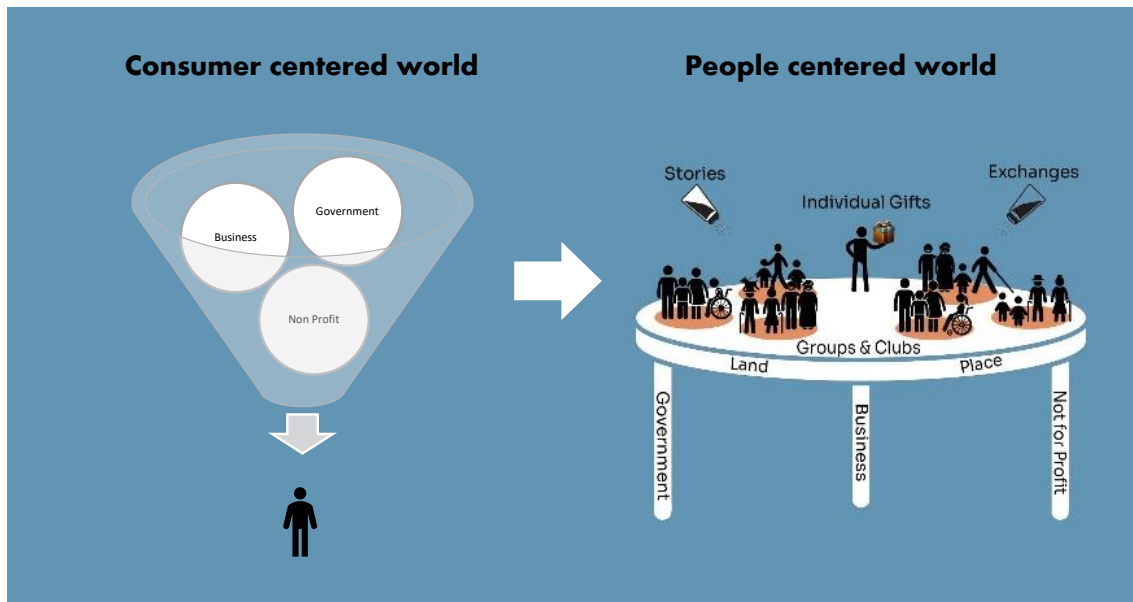 Consumer centered world
People centered world
Government
Business
Non Profit
Stories
Exchanges
Individual Gifts
Groups & Clubs
Land
Place
Government
Business
Not for Profit